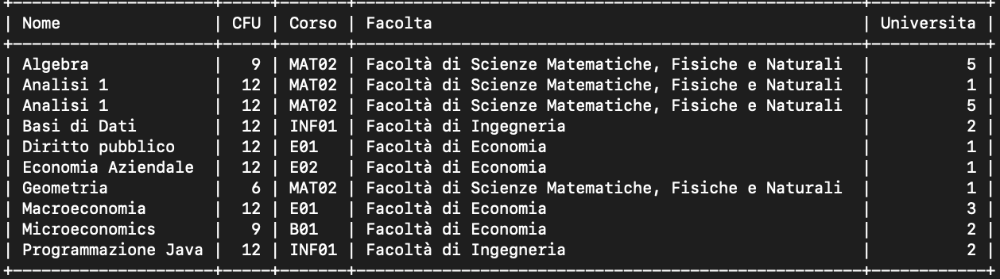 | Nome | CFU | Corso | Facolta | Universita |
| Algebra | 9 | MAT02 | Facoltà di Scienze Matematiche, Fisiche e Naturali | 5 |
| Analisi 1 | 12 | MAT02 | Facoltà di Scienze Matematiche, Fisiche e Naturali | 1 |
| Analisi 1 | 12 | MAT02 | Facoltà di Scienze Matematiche, Fisiche e Naturali | 5 |
| Basi di Dati | 12 | INF01 | Facoltà di Ingegneria | 2 |
| Diritto pubblico | 12 | E01 | Facoltà di Economia | 1 |
| Economia Aziendale | 12 | E02 | Facoltà di Economia | 1 |
| Geometria | 6 | MAT02 | Facoltà di Scienze Matematiche, Fisiche e Naturali | 1 |
| Macroeconomia | 12 | E01 | Facoltà di Economia | 3 |
| Microeconomics | 9 | B01 | Facoltà di Economia | 2 |
| Programmazione Java | 12 | INF01 | Facoltà di Ingegneria | 2 |